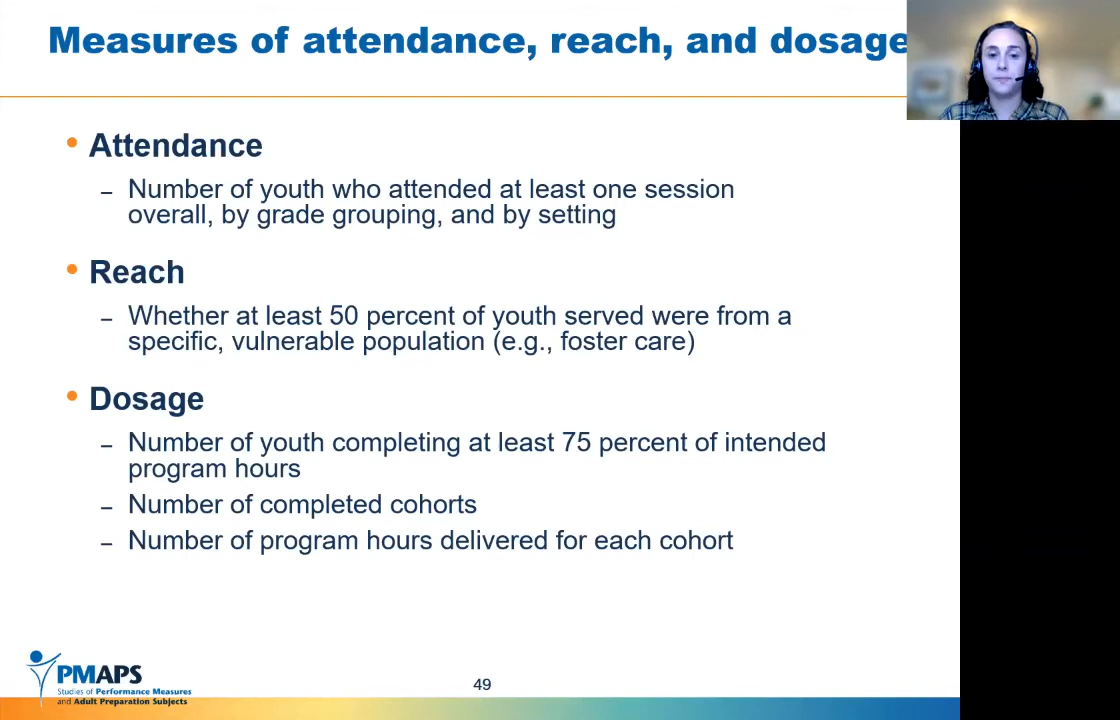 Measures of attendance, reach, and dosage
• Attendance
– Number of youth who attended at least one session
overall, by grade grouping, and by setting
• Reach
– Whether at least 50 percent of youth served were from a
specific, vulnerable population (e.g., foster care)
• Dosage
– Number of youth completing at least 75 percent of intended
program hours
– Number of completed cohorts
– Number of program hours delivered for each cohort
PMAPS
Studies of Performance Measures
and Adult Preparation Subjects
49